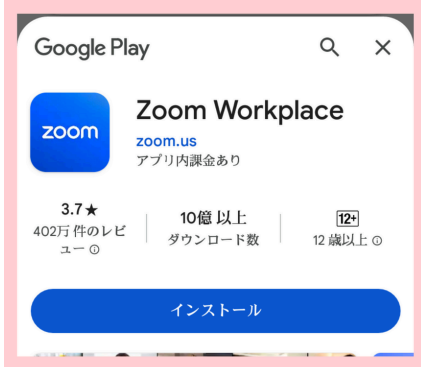 Google Play
zoom
Zoom Workplace
zoom.us
アプリ内課金あり
3.7★
402万 件のレビ
ュー
10億 以上
ダウンロード数
12+
12 歳以上
インストール